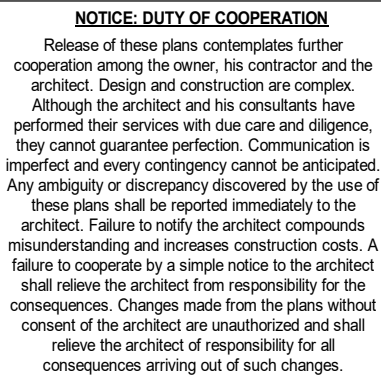 NOTICE: DUTY OF COOPERATION
Release of these plans contemplates further
cooperation among the owner, his contractor and the
architect. Design and construction are complex.
Although the architect and his consultants have
performed their services with due care and diligence,
they cannot guarantee perfection. Communication is
imperfect and every contingency cannot be anticipated.
Any ambiguity or discrepancy discovered by the use of
these plans shall be reported immediately to the
architect. Failure to notify the architect compounds
misunderstanding and increases construction costs. A
failure to cooperate by a simple notice to the architect
shall relieve the architect from responsibility for the
consequences. Changes made from the plans without
consent of the architect are unauthorized and shall
relieve the architect of responsibility for all
consequences arriving out of such changes.